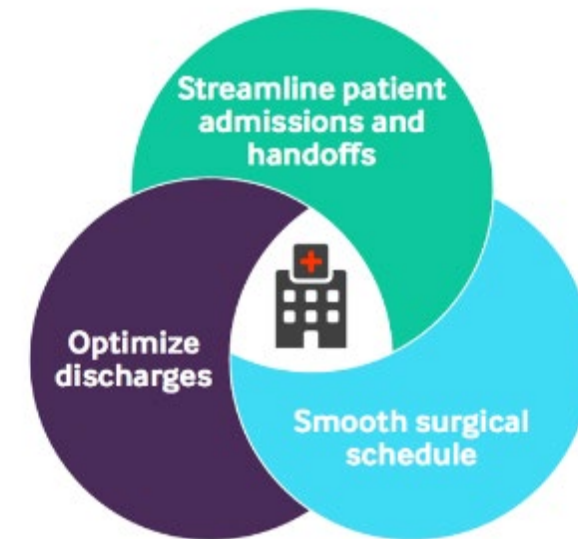 Streamline patient
admissions and
handoffs
Optimize
discharges
Smooth surgical
schedule